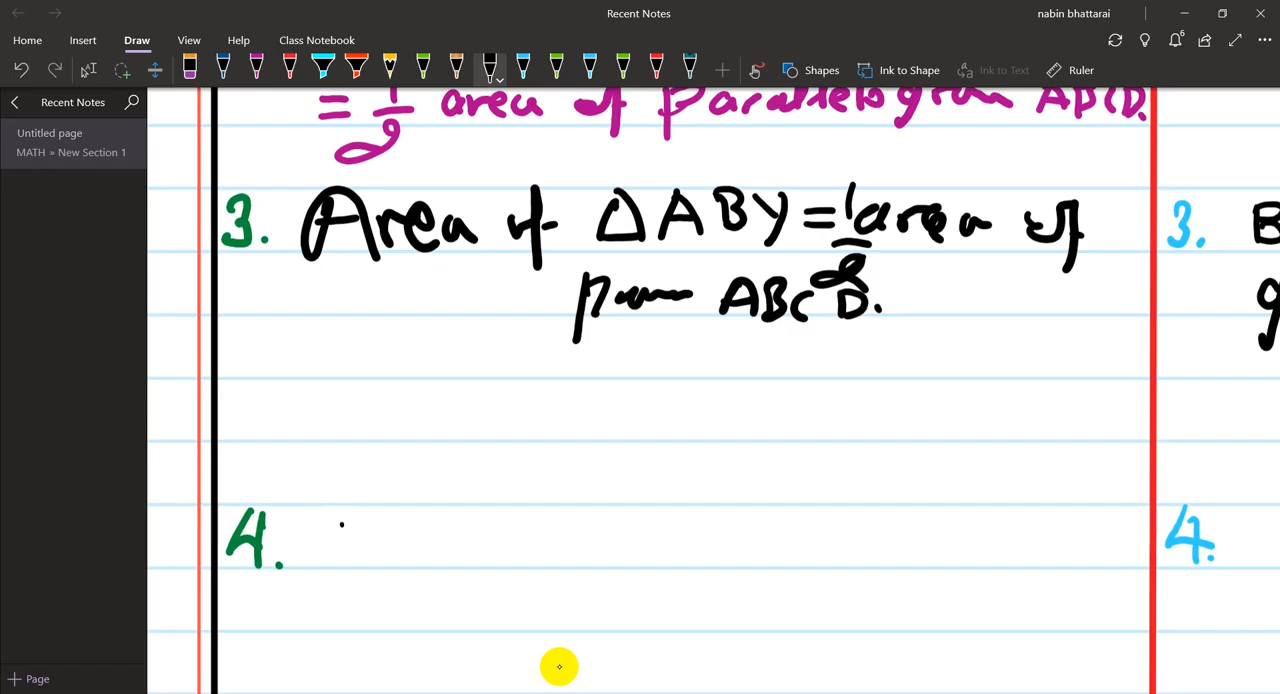 Recent Notes
nabin bhattarai
Home Insert Draw View Help Class Notebook
6
Shapes Ink to Shape Ink to Text Ruler
Recent Notes
Untitled page
MATH » New Section 1
= 1/2 area of parallelogram ABCD.
3. Area of ΔABY = 1/2 area of
ABCD.
3. B
4.
4.
Page